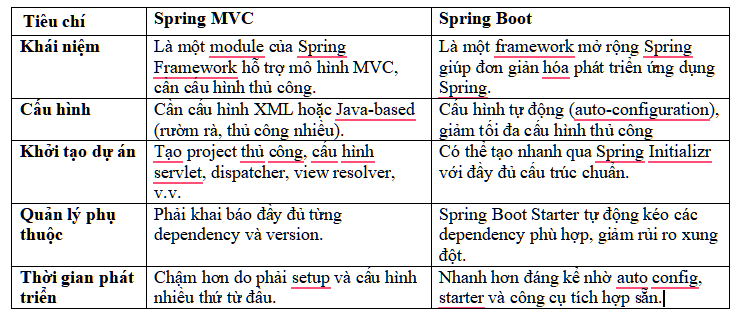 Tiêu chí Spring MVC Spring Boot
Khái niệm Là một module của Spring Là một framework mở rộng Spring
Framework hỗ trợ mô hình MVC, giúp đơn giản hóa phát triển ứng dụng
cần cấu hình thủ công. Spring.
Cấu hình Cần cấu hình XML hoặc Java-based Cấu hình tự động (auto-configuration),
(rườm rà, thủ công nhiều). giảm tối đa cấu hình thủ công
Khởi tạo dự án Tạo project thủ công, cấu hình Có thể tạo nhanh qua Spring Initializr
servlet, dispatcher, view resolver, với đầy đủ cấu trúc chuẩn.
v.v.
Quản lý phụ Phải khai báo đầy đủ từng Spring Boot Starter tự động kéo các
thuộc dependency và version. dependency phù hợp, giảm rủi ro xung
đột.
Thời gian phát Chậm hơn do phải setup và cấu hình Nhanh hơn đáng kể nhờ auto config,
triển nhiều thứ từ đầu. starter và công cụ tích hợp sẵn.